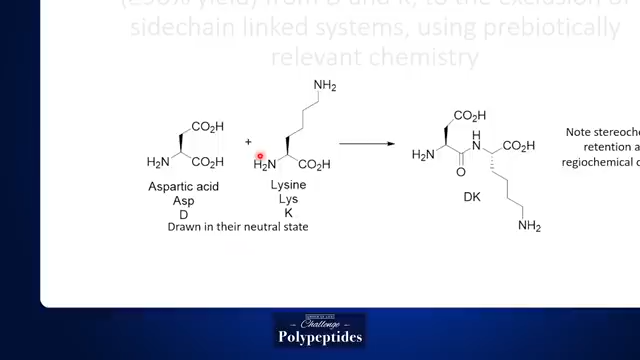 (≥90% yield) from D and K, to the exclusion of
sidechain linked systems, using prebiotically
relevant chemistry
NH2
CO2H
+
H2N
CO2H
H2N
CO2H
Aspartic acid
Asp
D
Lysine
Lys
K
Drawn in their neutral state
CO2H
H
N
CO2H
H2N
O
NH2
DK
Note stereoche
retention a
regiochemical c
Challenge
Polypeptides